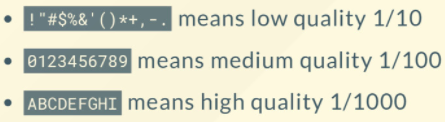 • !"#$%&'()*+,-. means low quality 1/10
• 0123456789 means medium quality 1/100
• ABCDEFGHI means high quality 1/1000